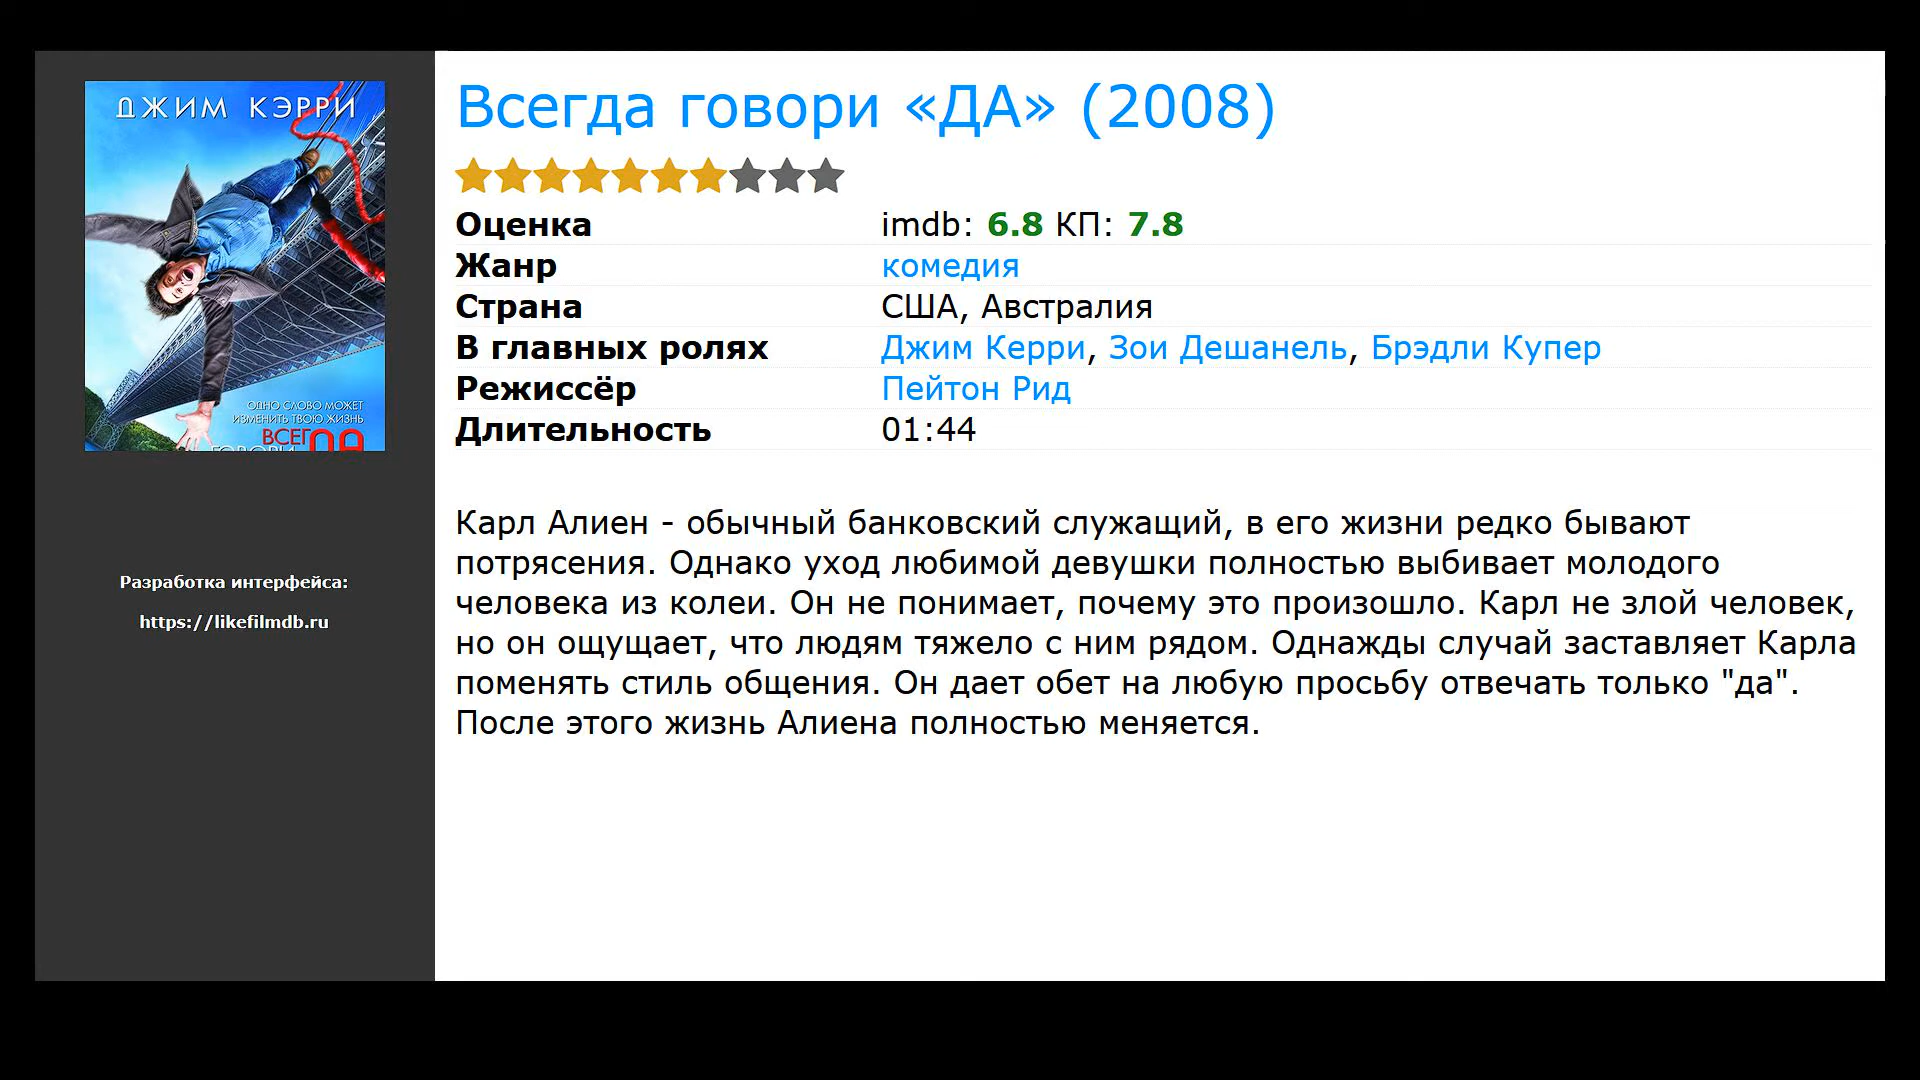 ДЖИМ КЭРРИ
ОДНО СЛОВО МОЖЕТ
ИЗМЕНИТЬ ТВОЮ ЖИЗНЬ
ВСЕГДА
ГОВОРИ
Разработка интерфейса:
https://likefilmdb.ru
Всегда говори «ДА» (2008)
Оценка imdb: 6.8 КП: 7.8
Жанр комедия
Страна США, Австралия
В главных ролях Джим Керри, Зои Дешанель, Брэдли Купер
Режиссёр Пейтон Рид
Длительность 01:44
Карл Алиен - обычный банковский служащий, в его жизни редко бывают
потрясения. Однако уход любимой девушки полностью выбивает молодого
человека из колеи. Он не понимает, почему это произошло. Карл не злой человек,
но он ощущает, что людям тяжело с ним рядом. Однажды случай заставляет Карла
поменять стиль общения. Он дает обет на любую просьбу отвечать только "да".
После этого жизнь Алиена полностью меняется.